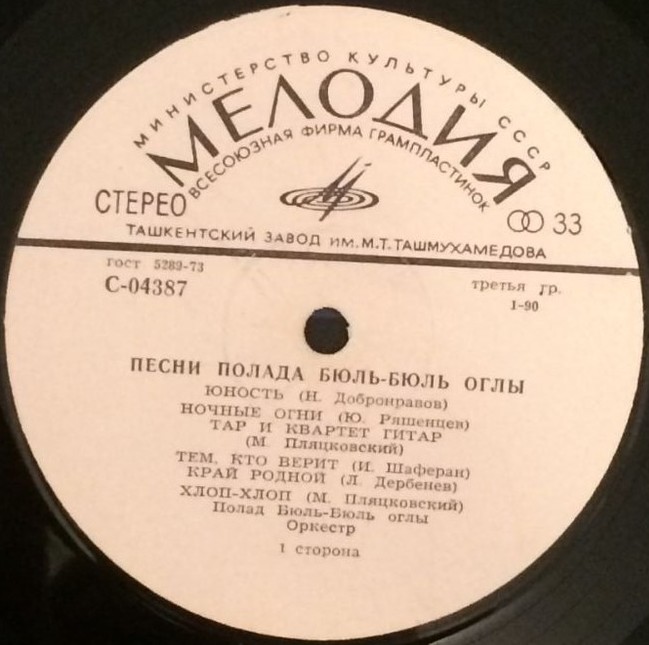 МИНИСТЕРСТВО КУЛЬТУРЫ СССР
МЕЛОДИЯ
ВСЕСОЮЗНАЯ ФИРМА ГРАМПЛАСТИНОК
СТЕРЕО
33
ТАШКЕНТСКИЙ ЗАВОД ИМ. М.Т. ТАШМУХАМЕДОВА
гост 5289-73
С-04387
третья гр.
1-90
ПЕСНИ ПОЛАДА БЮЛЬ-БЮЛЬ ОГЛЫ
ЮНОСТЬ (Н. Добронравов)
НОЧНЫЕ ОГНИ (Ю. Ряшенцев)
ТАР И КВАРТЕТ ГИТАР
(М. Пляцковский)
ТЕМ, КТО ВЕРИТ (И. Шаферан)
КРАЙ РОДНОЙ (Л. Дербенев)
ХЛОП-ХЛОП (М. Пляцковский)
Полад Бюль-Бюль оглы
Оркестр
1 сторона